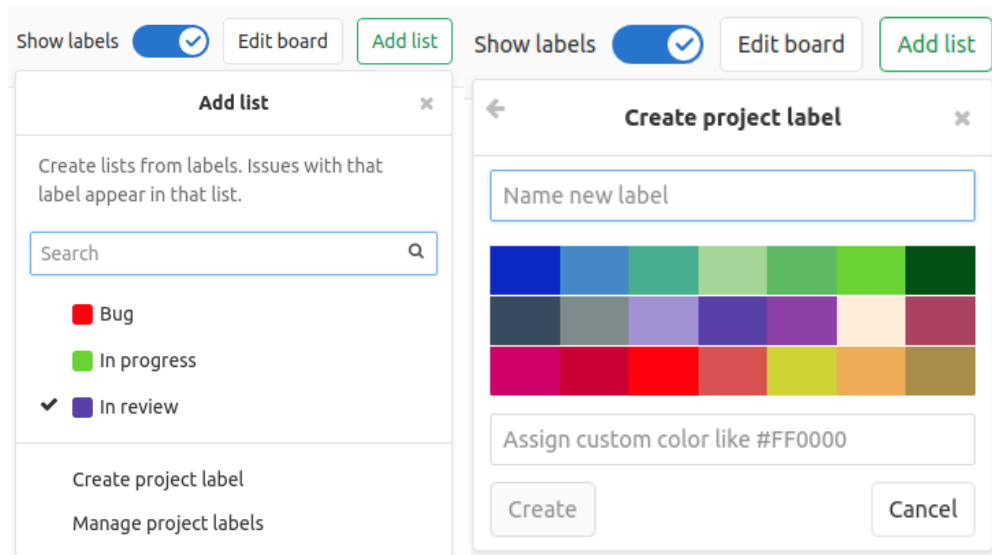 Show labels Edit board Add list
Add list
Create lists from labels. Issues with that
label appear in that list.
Search
Bug
In progress
In review
Create project label
Manage project labels
Show labels Edit board Add list
Create project label
Name new label
Assign custom color like #FF0000
Create Cancel